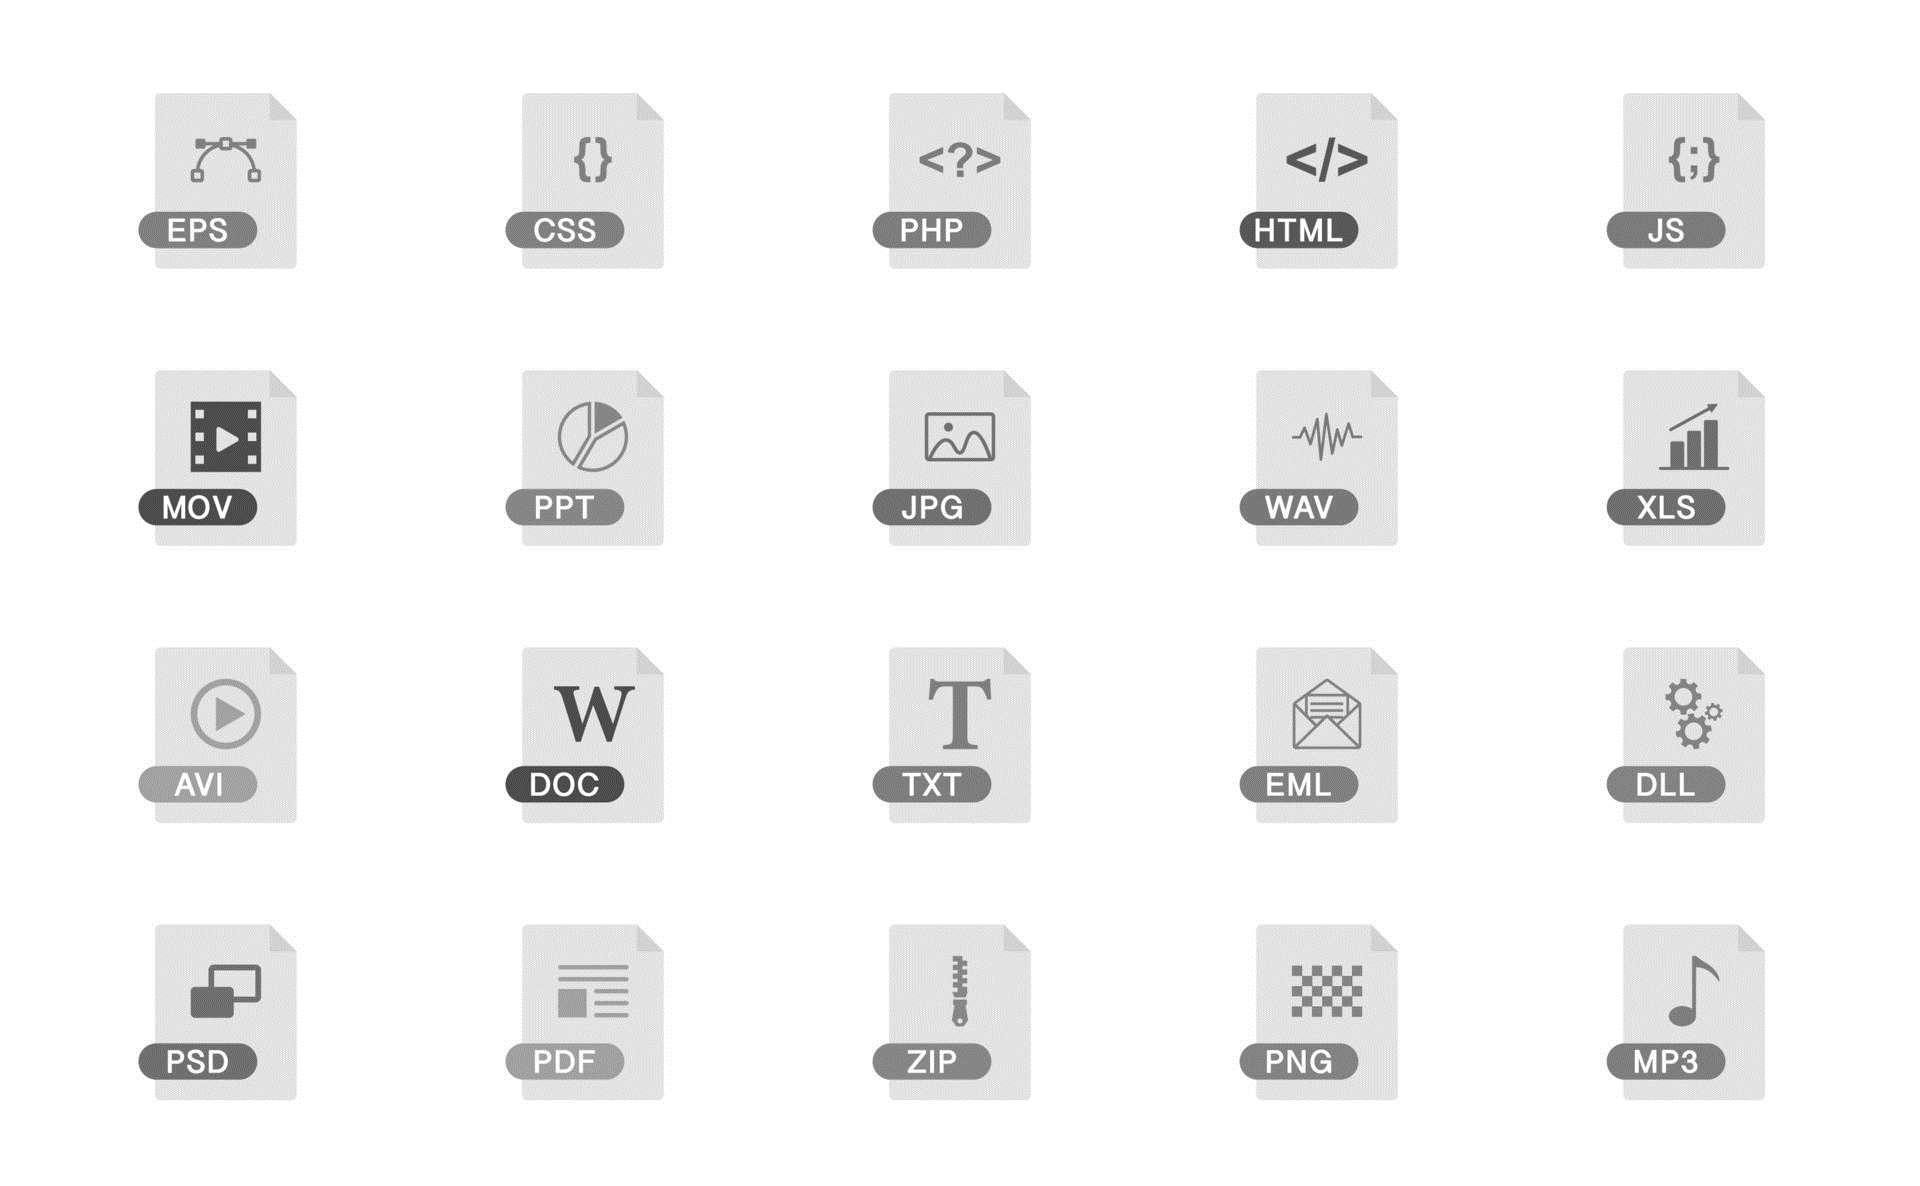 {}
<?>
</>
{;}
EPS
CSS
PHP
HTML
JS
MOV
PPT
JPG
WAV
XLS
W
T
AVI
DOC
TXT
EML
DLL
PSD
PDF
ZIP
PNG
MP3